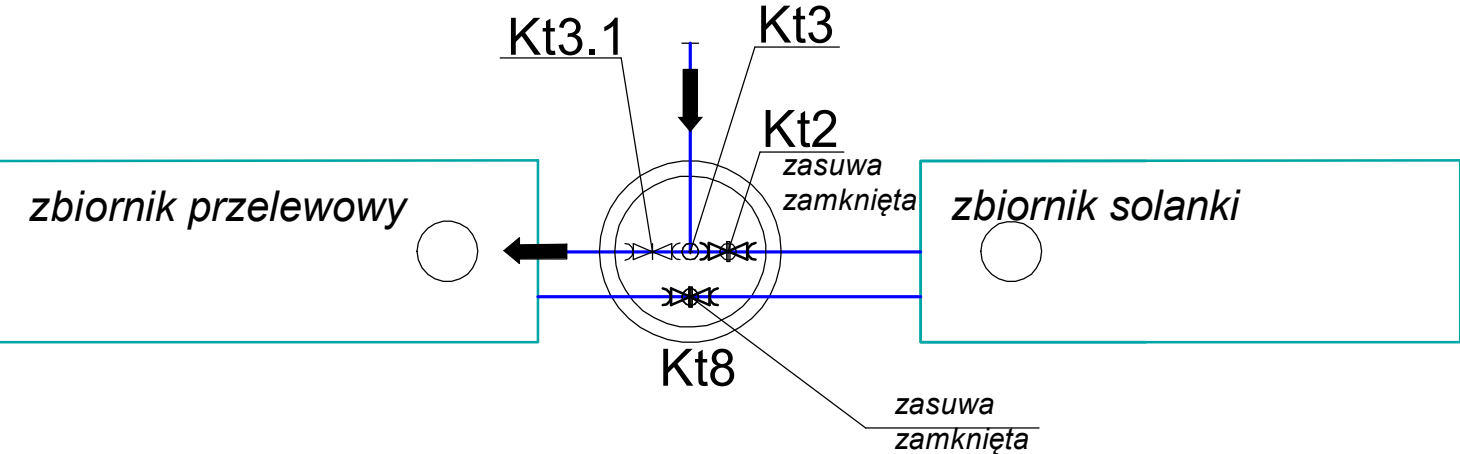 Kt3.1
Kt3
Kt2
zasuwa
zamknięta
zbiornik przelewowy
zbiornik solanki
Kt8
zasuwa
zamknięta